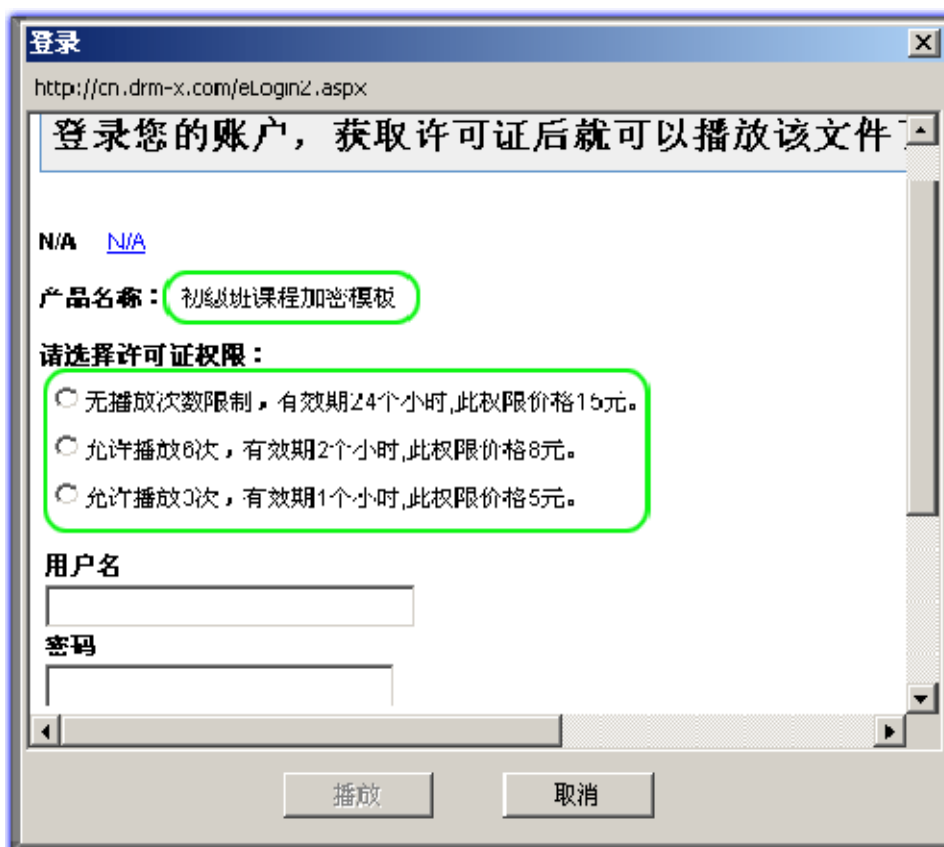 登录
http://cn.drm-x.com/eLogin2.aspx
登录您的账户，获取许可证后就可以播放该文件
N/A N/A
产品名称：初级班课程加密模板
请选择许可证权限：
无播放次数限制，有效期24个小时,此权限价格15元。
允许播放6次，有效期2个小时,此权限价格8元。
允许播放3次，有效期1个小时,此权限价格5元。
用户名
密码
播放 取消